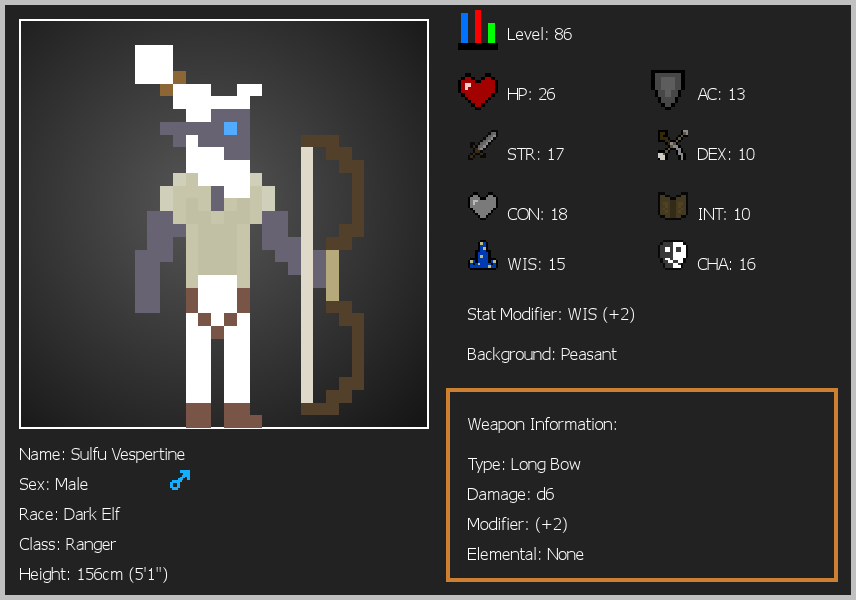 Level: 86
HP: 26
AC: 13
STR: 17
DEX: 10
CON: 18
INT: 10
WIS: 15
CHA: 16
Stat Modifier: WIS (+2)
Background: Peasant
Weapon Information:
Type: Long Bow
Damage: d6
Modifier: (+2)
Elemental: None
Name: Sulfu Vespertine
Sex: Male
Race: Dark Elf
Class: Ranger
Height: 156cm (5'1")